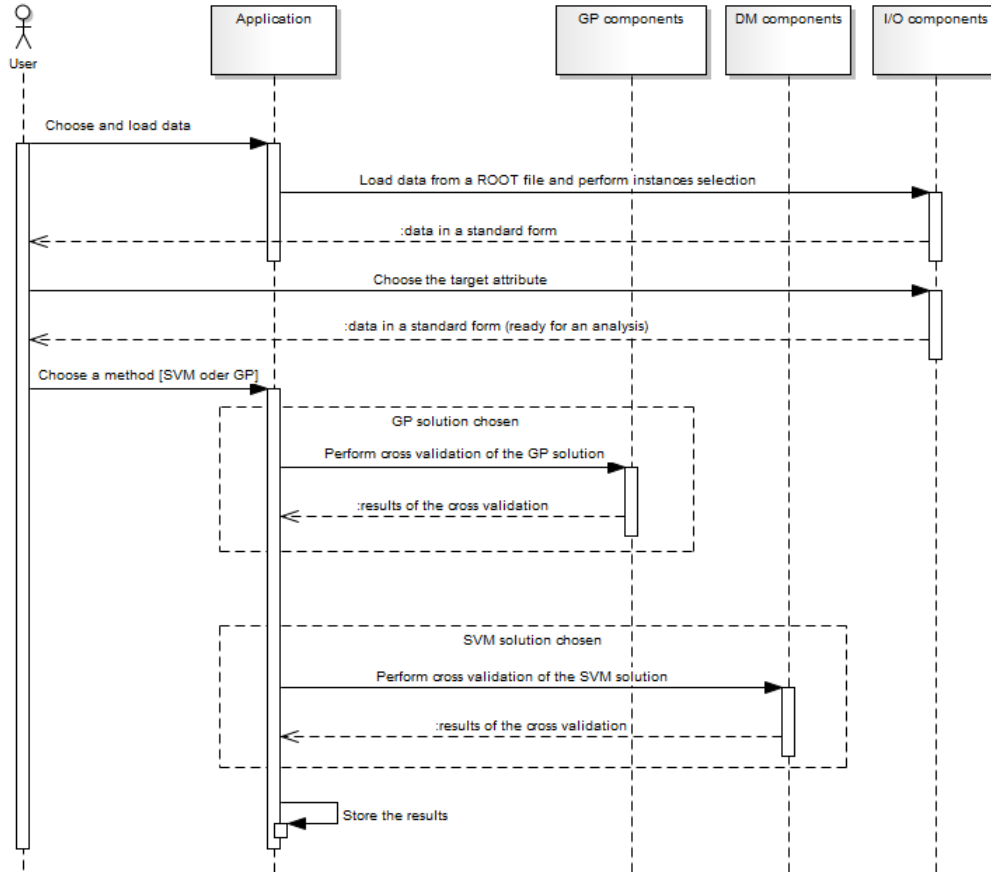 Application
GP components
DM components
I/O components
User
Choose and load data
Load data from a ROOT file and perform instances selection
:data in a standard form
Choose the target attribute
:data in a standard form (ready for an analysis)
Choose a method [SVM oder GP]
GP solution chosen
Perform cross validation of the GP solution
:results of the cross validation
SVM solution chosen
Perform cross validation of the SVM solution
:results of the cross validation
Store the results